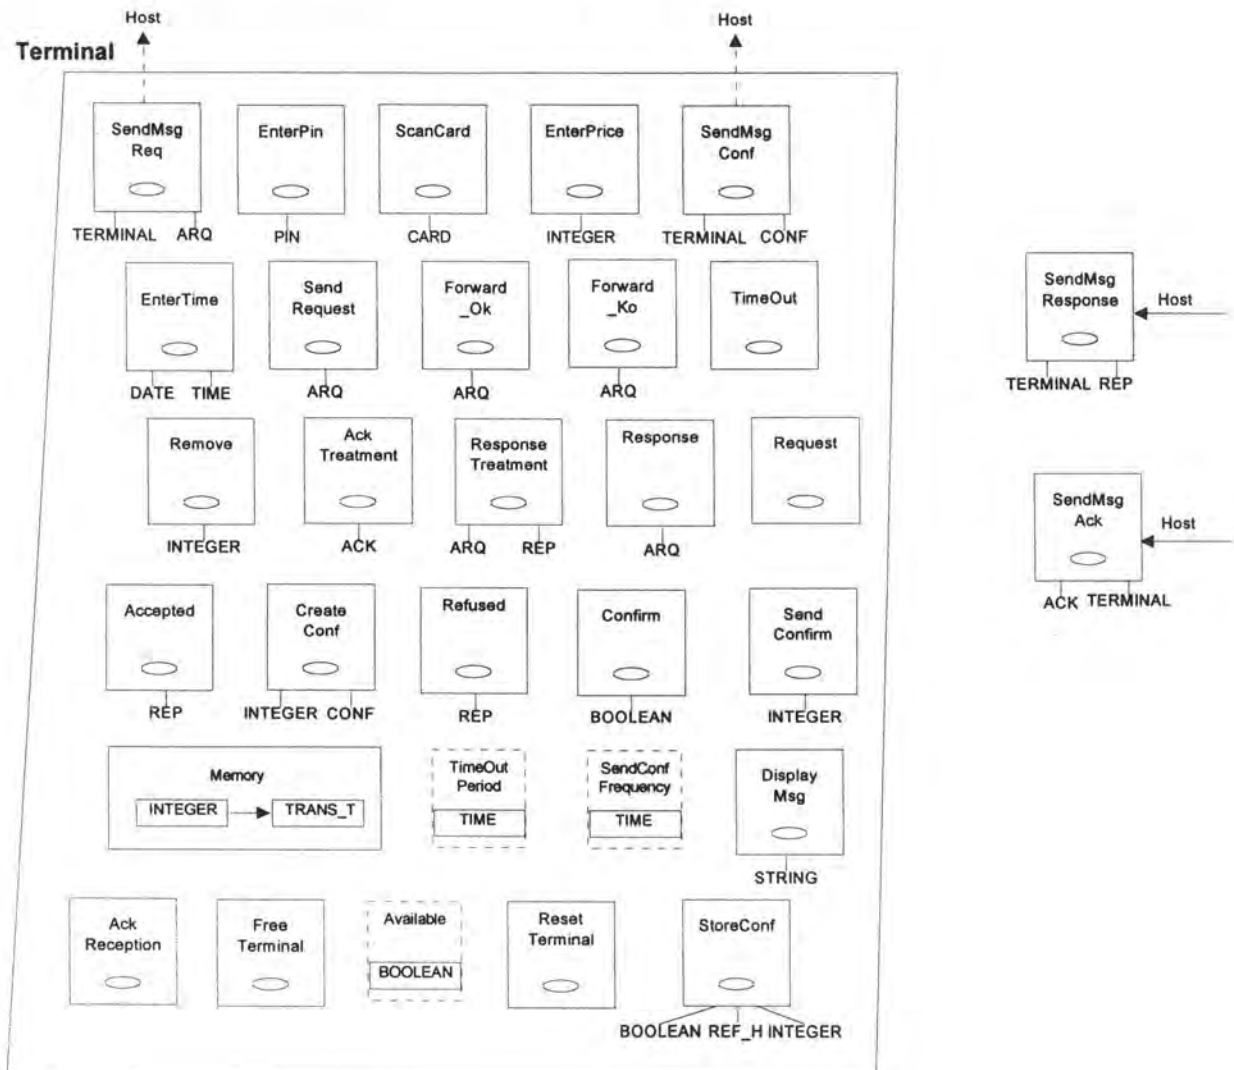 Host
Host
Terminal
SendMsg
Req
EnterPin
ScanCard
EnterPrice
SendMsg
Conf
TERMINAL ARQ
PIN
CARD
INTEGER
TERMINAL CONF
EnterTime
Send
Request
Forward
_Ok
Forward
_Ko
TimeOut
SendMsg
Response
Host
DATE TIME
ARQ
ARQ
ARQ
TERMINAL REP
Remove
Ack
Treatment
Response
Treatment
Response
Request
SendMsg
Ack
Host
INTEGER
ACK
ARQ REP
ARQ
ACK TERMINAL
Accepted
Create
Conf
Refused
Confirm
Send
Confirm
REP
INTEGER CONF
REP
BOOLEAN
INTEGER
Memory
INTEGER
TRANS_T
TimeOut
Period
TIME
SendConf
Frequency
TIME
Display
Msg
STRING
Ack
Reception
Free
Terminal
Available
BOOLEAN
Reset
Terminal
StoreConf
BOOLEAN REF_H INTEGER